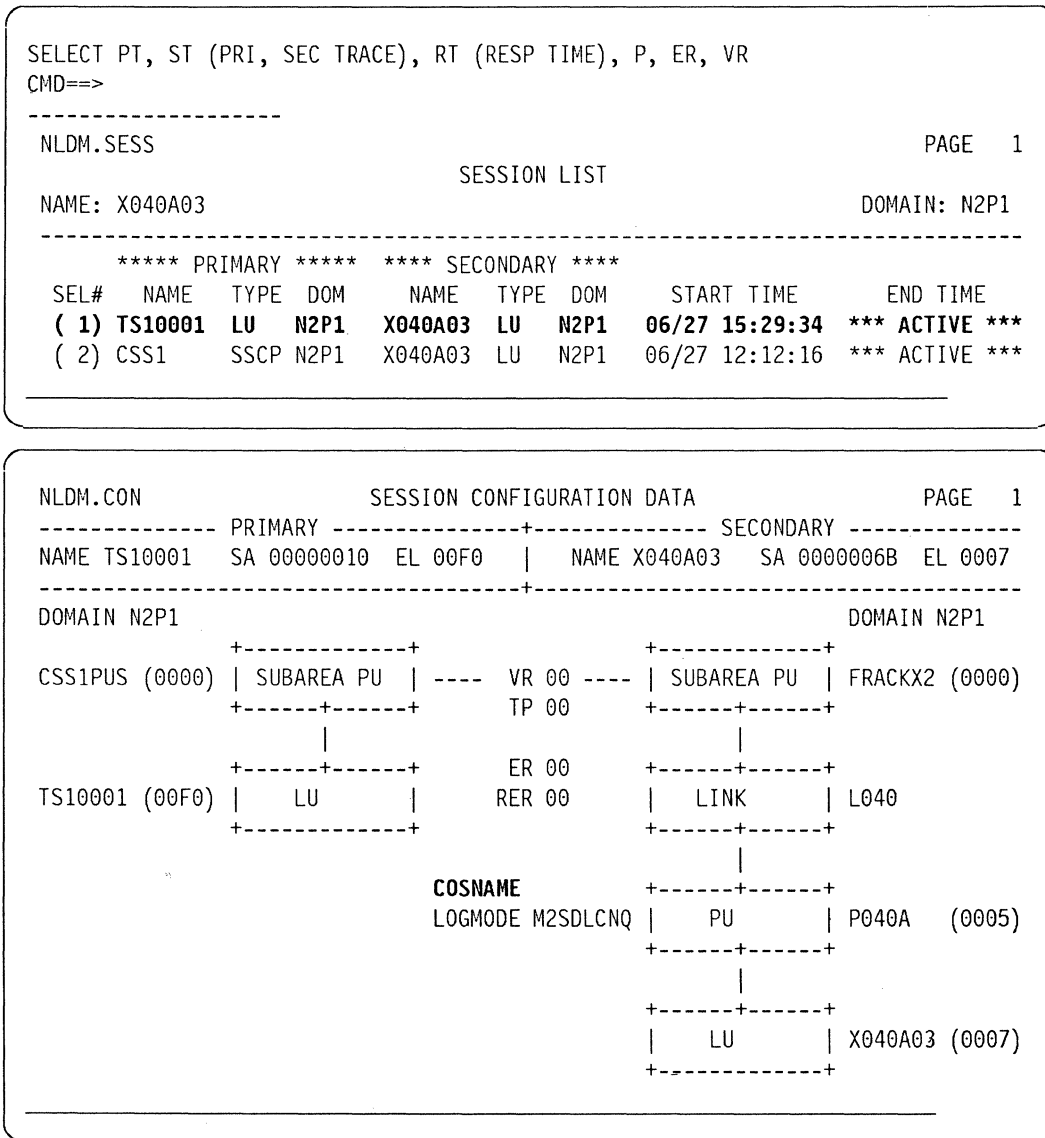 SELECT PT, ST (PRI, SEC TRACE), RT (RESP TIME), P, ER, VR
CMD==>
---------------------
NLDM.SESS                                                        PAGE   1
                               SESSION LIST
NAME: X040A03                                              DOMAIN: N2P1
---------------------------------------------------------------------------------
      ***** PRIMARY *****  **** SECONDARY ****
SEL#   NAME    TYPE  DOM     NAME    TYPE  DOM      START TIME       END TIME
( 1) TS10001  LU   N2P1   X040A03  LU   N2P1   06/27 15:29:34  *** ACTIVE ***
( 2) CSS1     SSCP N2P1   X040A03  LU   N2P1   06/27 12:12:16  *** ACTIVE ***
NLDM.CON                   SESSION CONFIGURATION DATA                   PAGE   1
-------------- PRIMARY ---------------+-------------- SECONDARY --------------
NAME TS10001   SA 00000010  EL 00F0   |   NAME X040A03   SA 0000006B  EL 0007
--------------------------------------+---------------------------------------
DOMAIN N2P1                                                        DOMAIN N2P1
                +-------------+                  +-------------+
CSS1PUS (0000) | SUBAREA PU  | ----  VR 00 ---- | SUBAREA PU  | FRACKX2 (0000)
                +------+------+       TP 00      +------+------+
                       |                                |
                +------+------+       ER 00      +------+------+
TS10001 (00F0) |     LU      |      RER 00      |    LINK     | L040
                +-------------+                  +------+------+
                                                        |
                               COSNAME           +------+------+
                               LOGMODE M2SDLCNQ |     PU      | P040A   (0005)
                                                 +------+------+
                                                        |
                                                 +------+------+
                                                 |     LU      | X040A03 (0007)
                                                 +-------------+